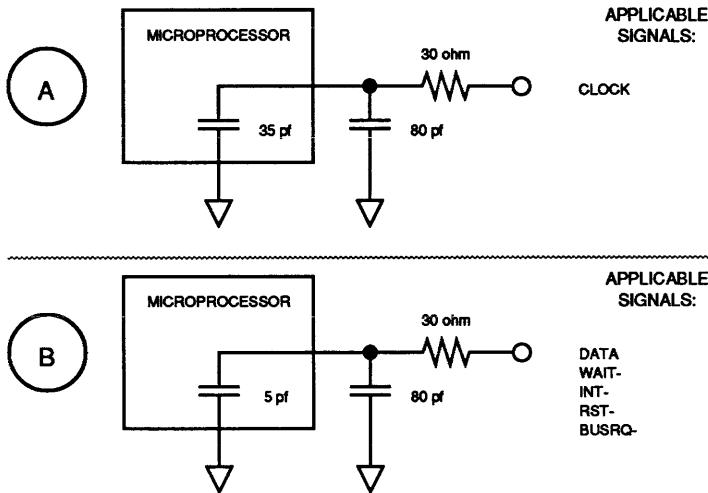 APPLICABLE
SIGNALS:
MICROPROCESSOR
30 ohm
A
CLOCK
35 pf
80 pf
APPLICABLE
SIGNALS:
MICROPROCESSOR
30 ohm
B
DATA
WAIT-
INT-
RST-
BUSRQ-
5 pf
80 pf